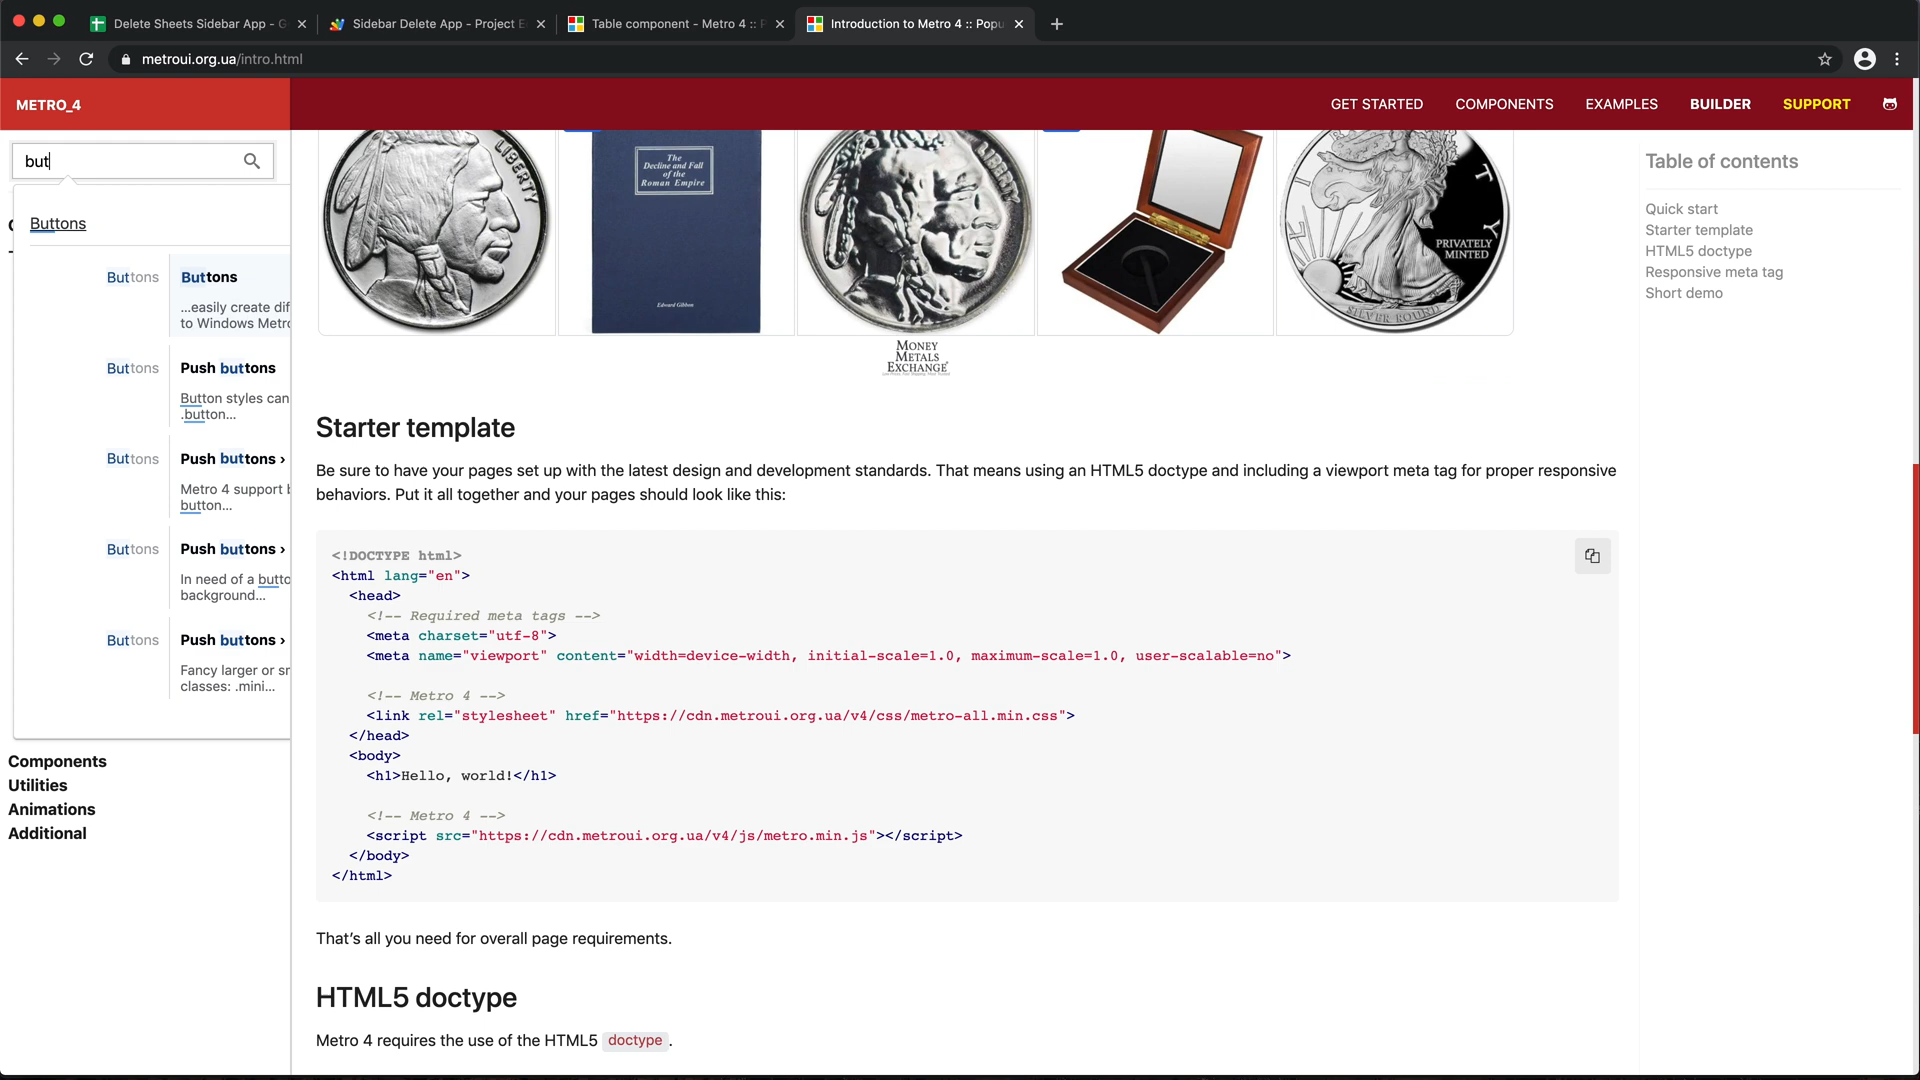 Delete Sheets Sidebar App - G
Sidebar Delete App - Project E
Table component - Metro 4 :: P
Introduction to Metro 4 :: Popu
metroui.org.ua/intro.html
METRO_4
GET STARTED
COMPONENTS
EXAMPLES
BUILDER
SUPPORT
but
Buttons
Buttons
Buttons
...easily create dif
to Windows Metro
Buttons
Push buttons
Button styles can
.button...
Buttons
Push buttons ›
Metro 4 support b
button...
Buttons
Push buttons ›
In need of a butto
background...
Buttons
Push buttons ›
Fancy larger or sm
classes: .mini...
Components
Utilities
Animations
Additional
LIBERTY
The
Decline and Fall
of the
Roman Empire
Edward Gibbon
LIBERTY
L I T Y
PRIVATELY
MINTED
SILVER ROUND
MONEY
METALS
EXCHANGE
Starter template
Be sure to have your pages set up with the latest design and development standards. That means using an HTML5 doctype and including a viewport meta tag for proper responsive
behaviors. Put it all together and your pages should look like this:
<!DOCTYPE html>
<html lang="en">
<head>
<!-- Required meta tags -->
<meta charset="utf-8">
<meta name="viewport" content="width=device-width, initial-scale=1.0, maximum-scale=1.0, user-scalable=no">
<!-- Metro 4 -->
<link rel="stylesheet" href="https://cdn.metroui.org.ua/v4/css/metro-all.min.css">
</head>
<body>
<h1>Hello, world!</h1>
<!-- Metro 4 -->
<script src="https://cdn.metroui.org.ua/v4/js/metro.min.js"></script>
</body>
</html>
That's all you need for overall page requirements.
HTML5 doctype
Metro 4 requires the use of the HTML5 doctype .
Table of contents
Quick start
Starter template
HTML5 doctype
Responsive meta tag
Short demo